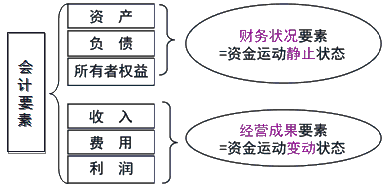 会计要素
资产
负债
所有者权益
财务状况要素
=资金运动静止状态
收入
费用
利润
经营成果要素
=资金运动变动状态